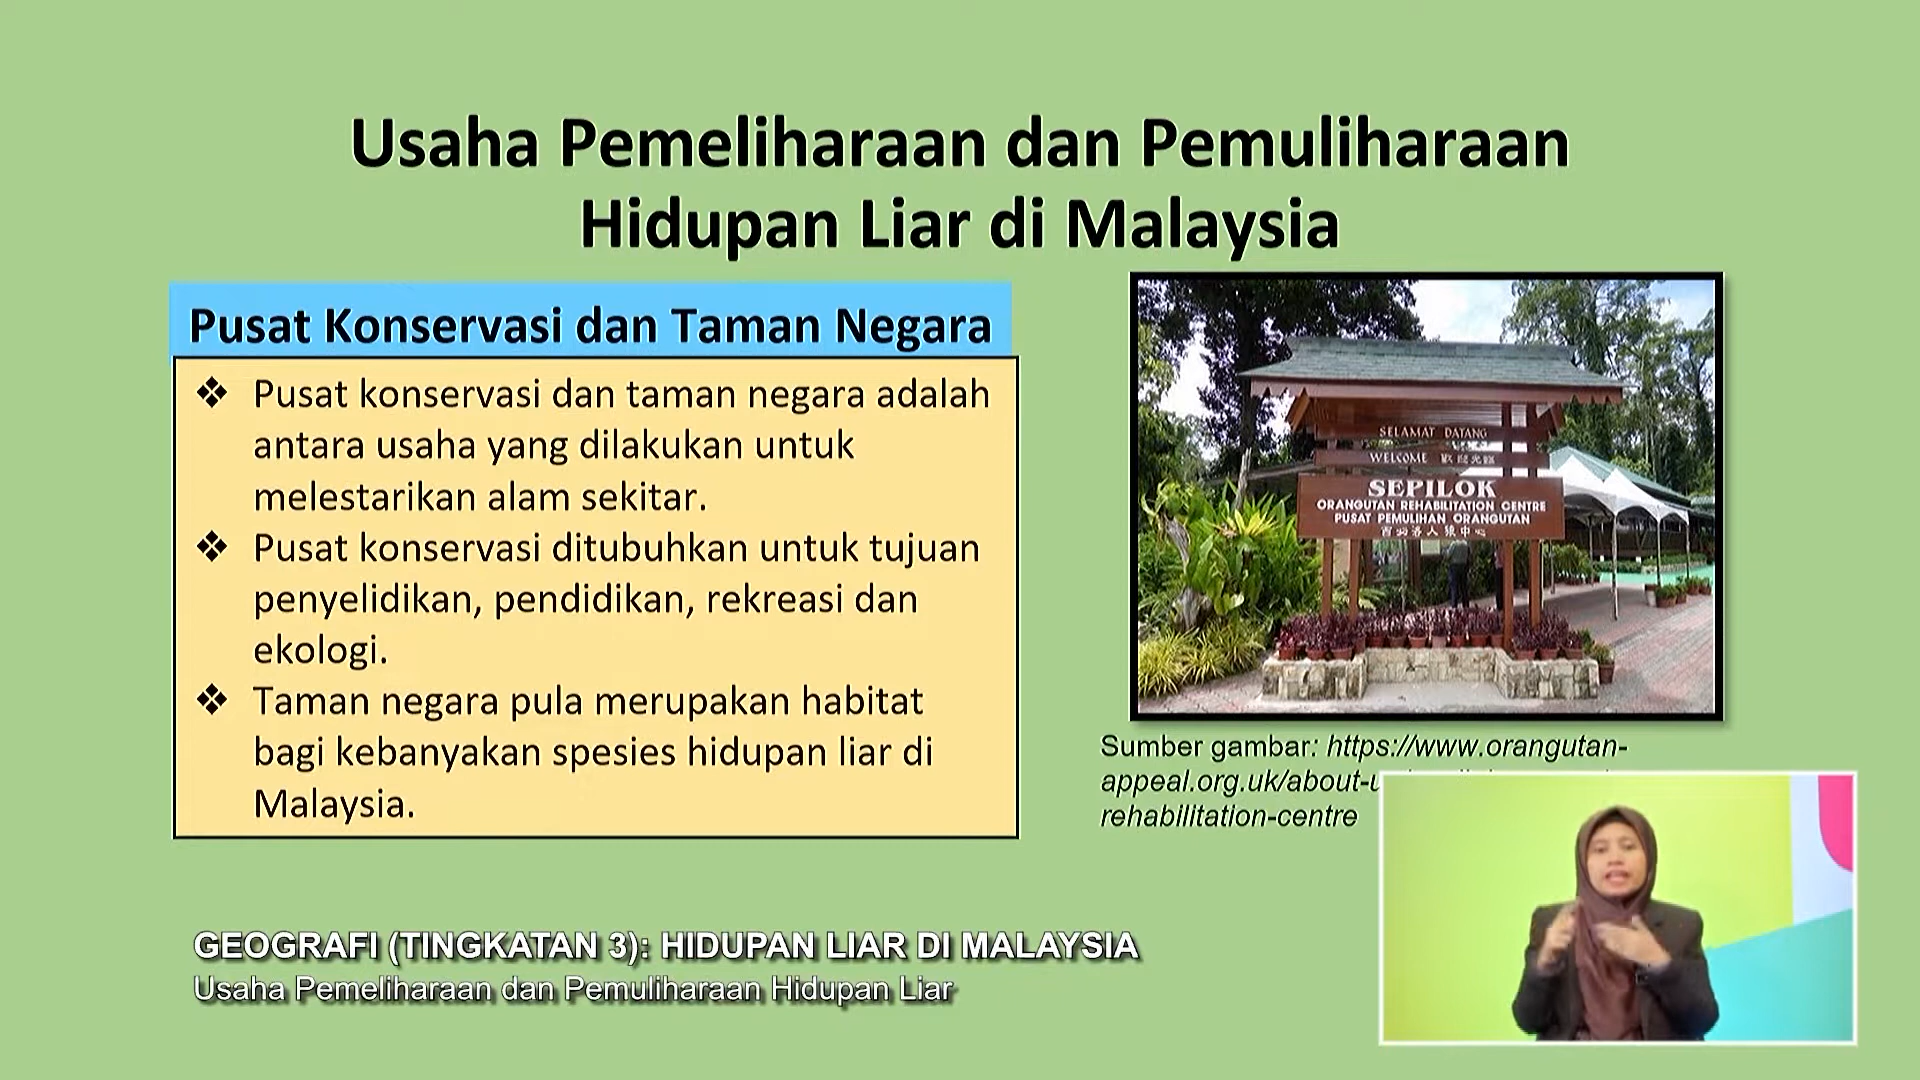 Usaha Pemeliharaan dan Pemuliharaan
Hidupan Liar di Malaysia
Pusat Konservasi dan Taman Negara
❖ Pusat konservasi dan taman negara adalah
antara usaha yang dilakukan untuk
melestarikan alam sekitar.
❖ Pusat konservasi ditubuhkan untuk tujuan
penyelidikan, pendidikan, rekreasi dan
ekologi.
❖ Taman negara pula merupakan habitat
bagi kebanyakan spesies hidupan liar di
Malaysia.
SELAMAT DATANG
WELCOME
SEPILOK
ORANGUTAN REHABILITATION CENTRE
PUSAT PEMULIHAN ORANGUTAN
Sumber gambar: https://www.orangutan-
appeal.org.uk/about-
rehabilitation-centre
GEOGRAFI (TINGKATAN 3): HIDUPAN LIAR DI MALAYSIA
Usaha Pemeliharaan dan Pemuliharaan Hidupan Liar